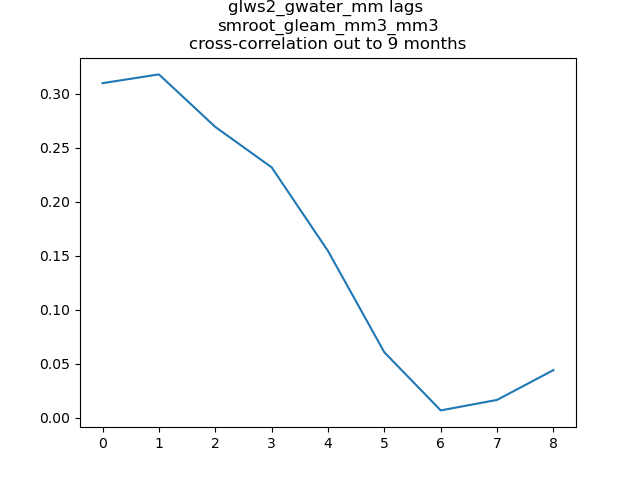 glws2_gwater_mm lags
smroot_gleam_mm3_mm3
cross-correlation out to 9 months
0.30
0.25
0.20
0.15
0.10
0.05
0.00
0 1 2 3 4 5 6 7 8